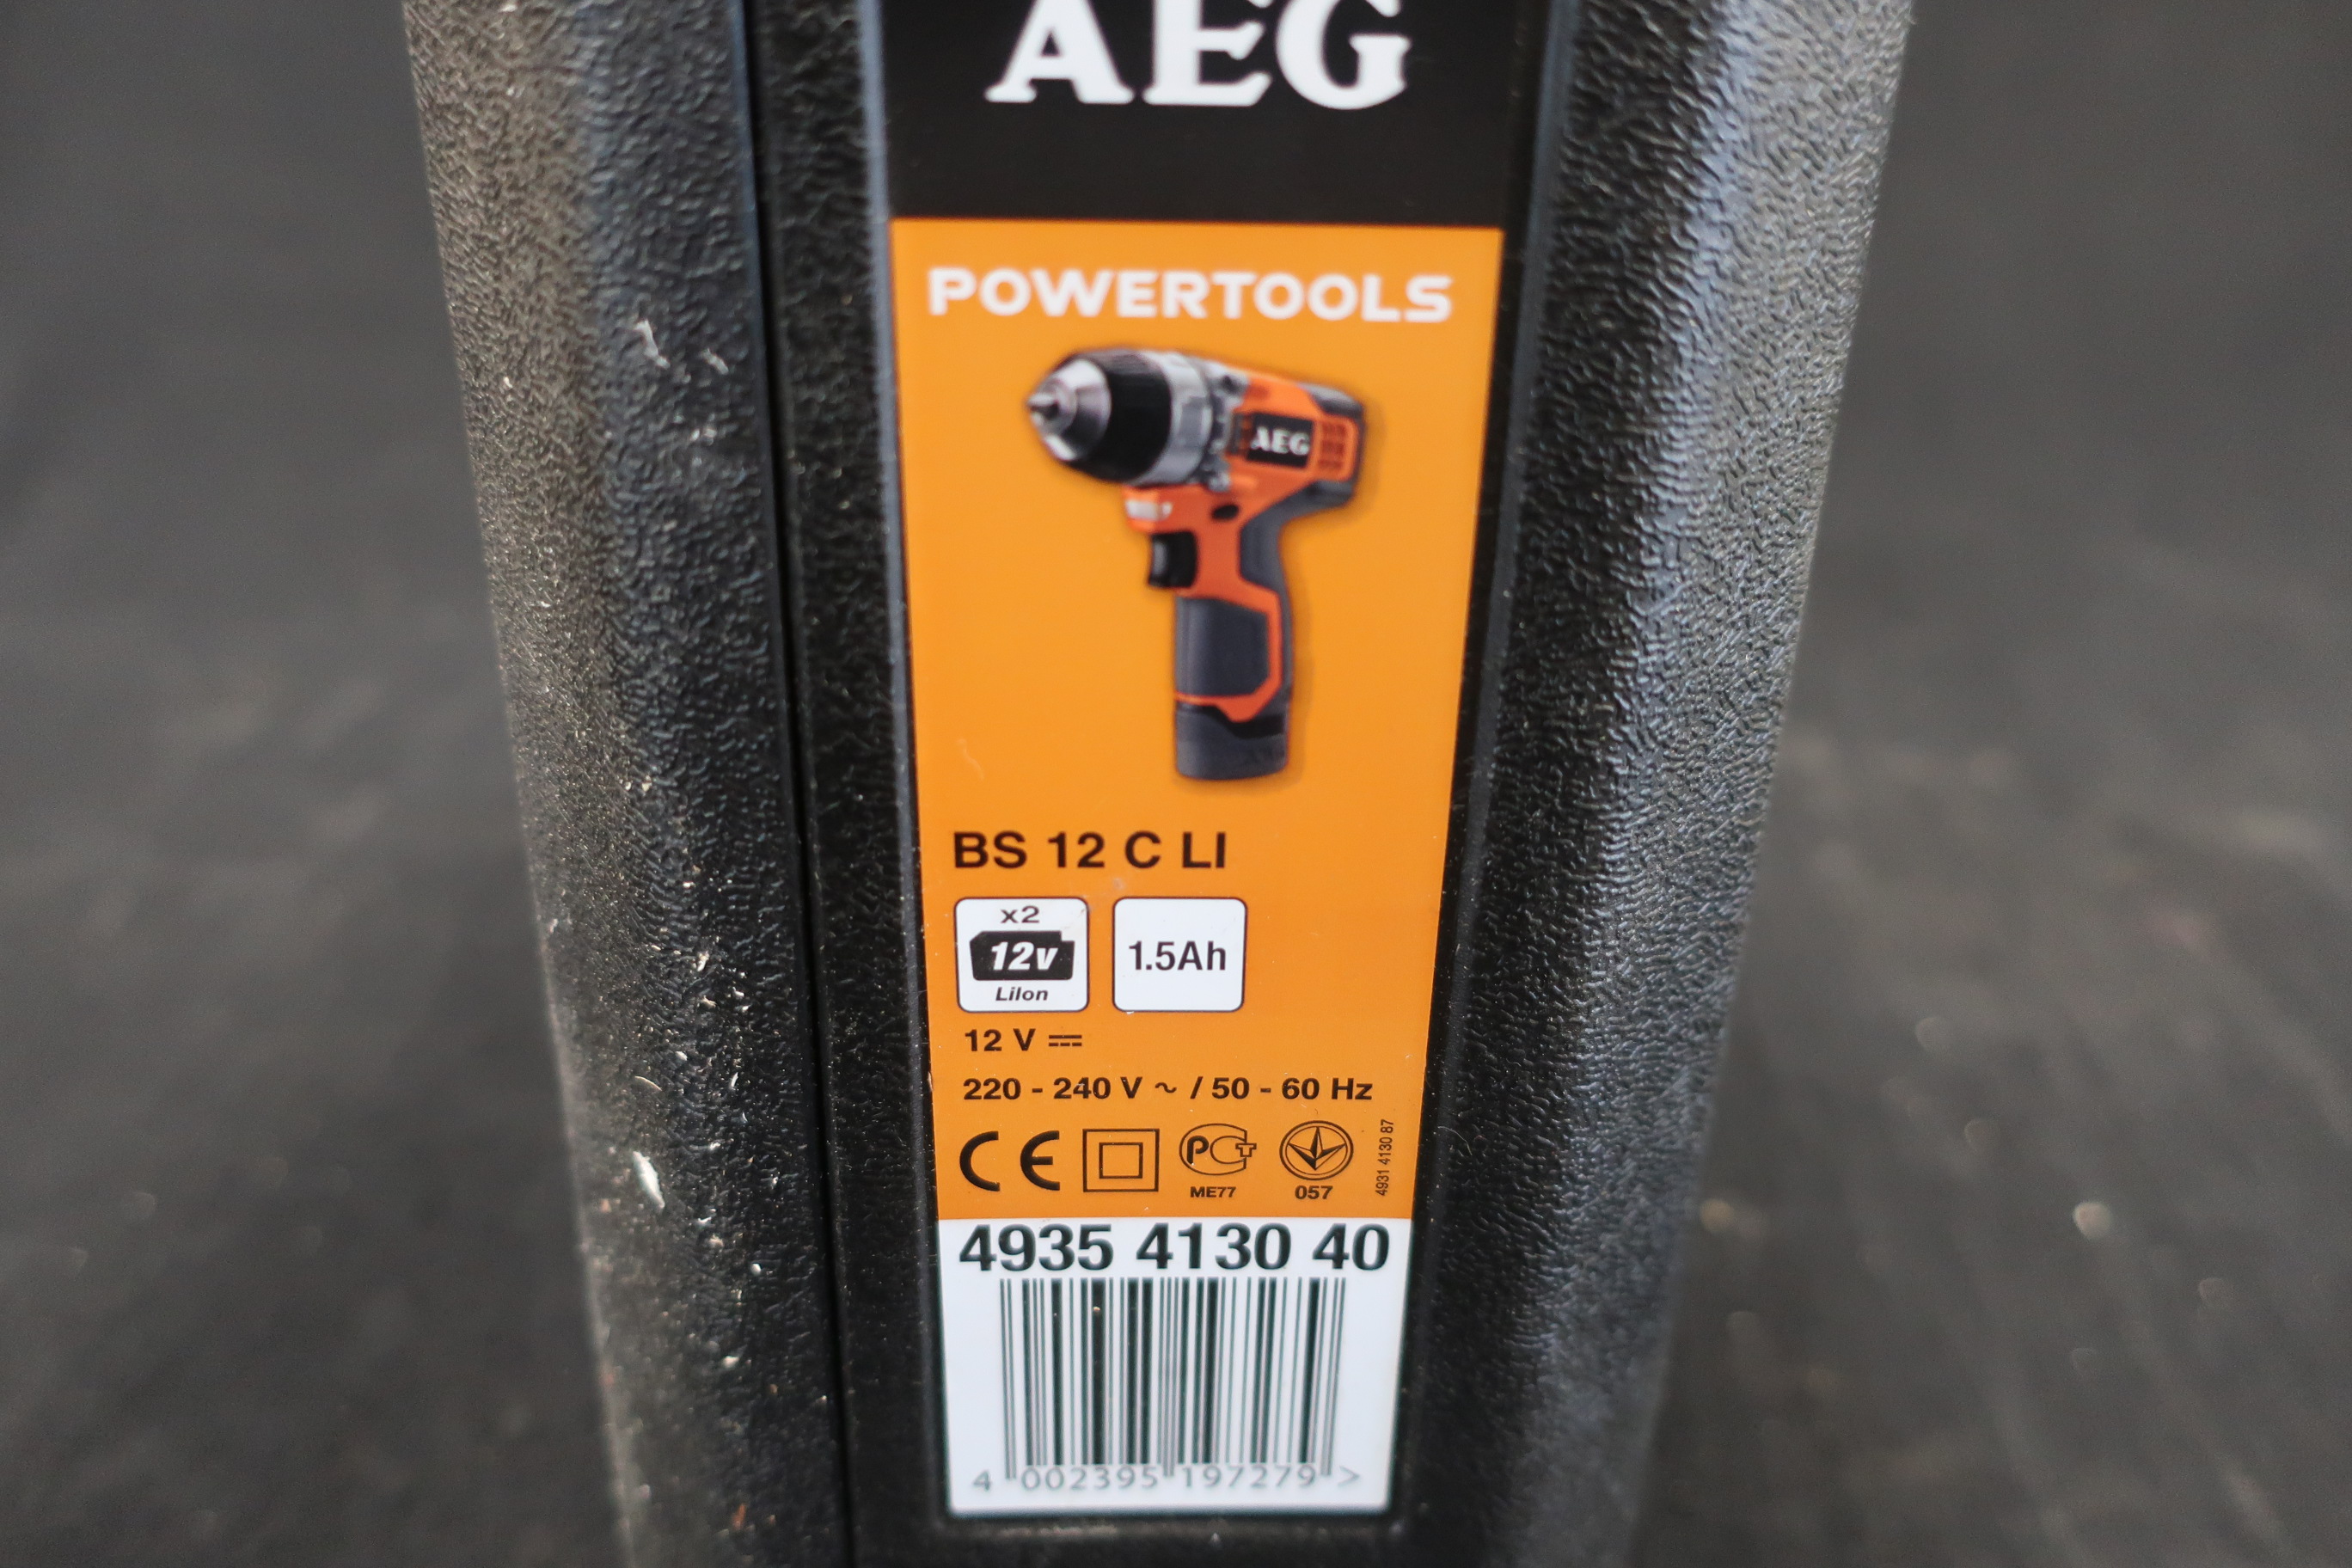 AEG
POWERTOOLS
AEG
BS 12 C LI
x2
12v
LiIon
1.5Ah
12 V ⎓
220 - 240 V ~ / 50 - 60 Hz
CE
PCT
ME77
057
4931 4130 87
4935 4130 40
4 002395 197279 >